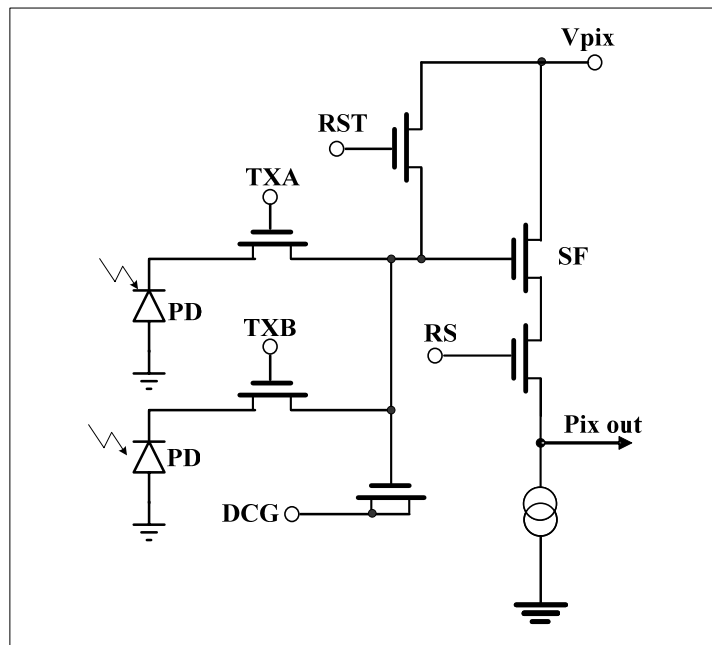 Vpix
RST
TXA
SF
PD
TXB
RS
Pix out
PD
DCG